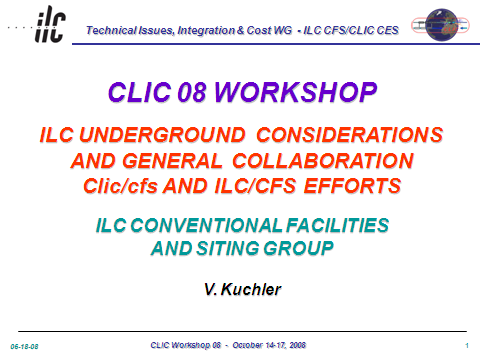 ilc
Technical Issues, Integration & Cost WG - ILC CFS/CLIC CES
CLIC 08 WORKSHOP
ILC UNDERGROUND CONSIDERATIONS
AND GENERAL COLLABORATION
Clic/cfs AND ILC/CFS EFFORTS
ILC CONVENTIONAL FACILITIES
AND SITING GROUP
V. Kuchler
06-18-08
CLIC Workshop 08 - October 14-17, 2008
1